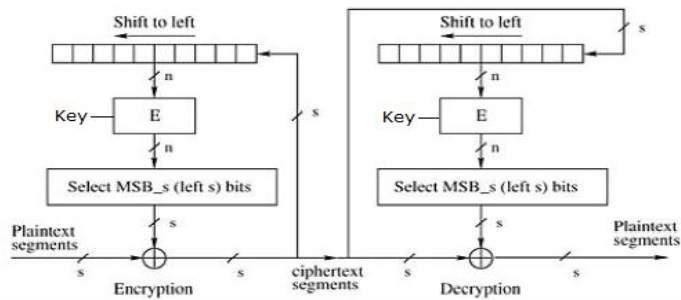 Shift to left
Shift to left
s
n
n
Key
E
s
Key
E
n
n
Select MSB_s (left s) bits
Select MSB_s (left s) bits
Plaintext
segments
s
s
Plaintext
segments
s
s
ciphertext
segments
s
s
Encryption
Decryption